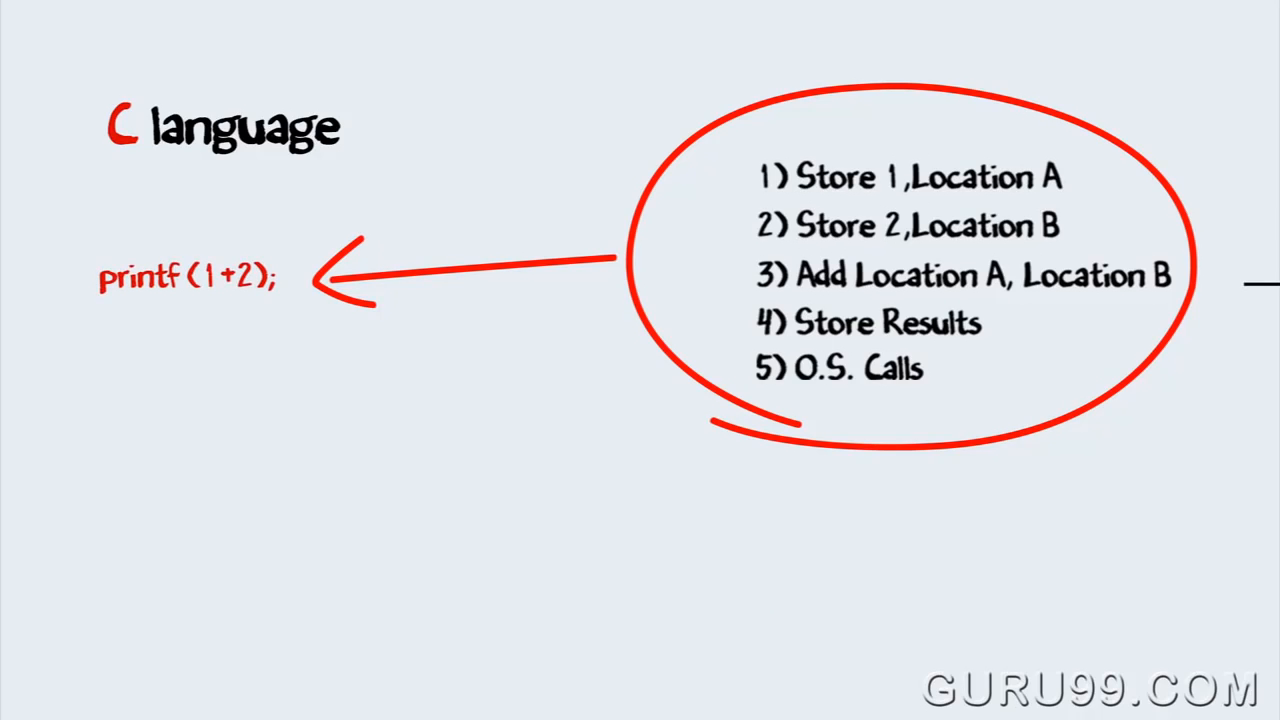 C language
printf (1+2);
1) Store 1,Location A
2) Store 2,Location B
3) Add Location A, Location B
4) Store Results
5) O.S. Calls
GURU99.COM